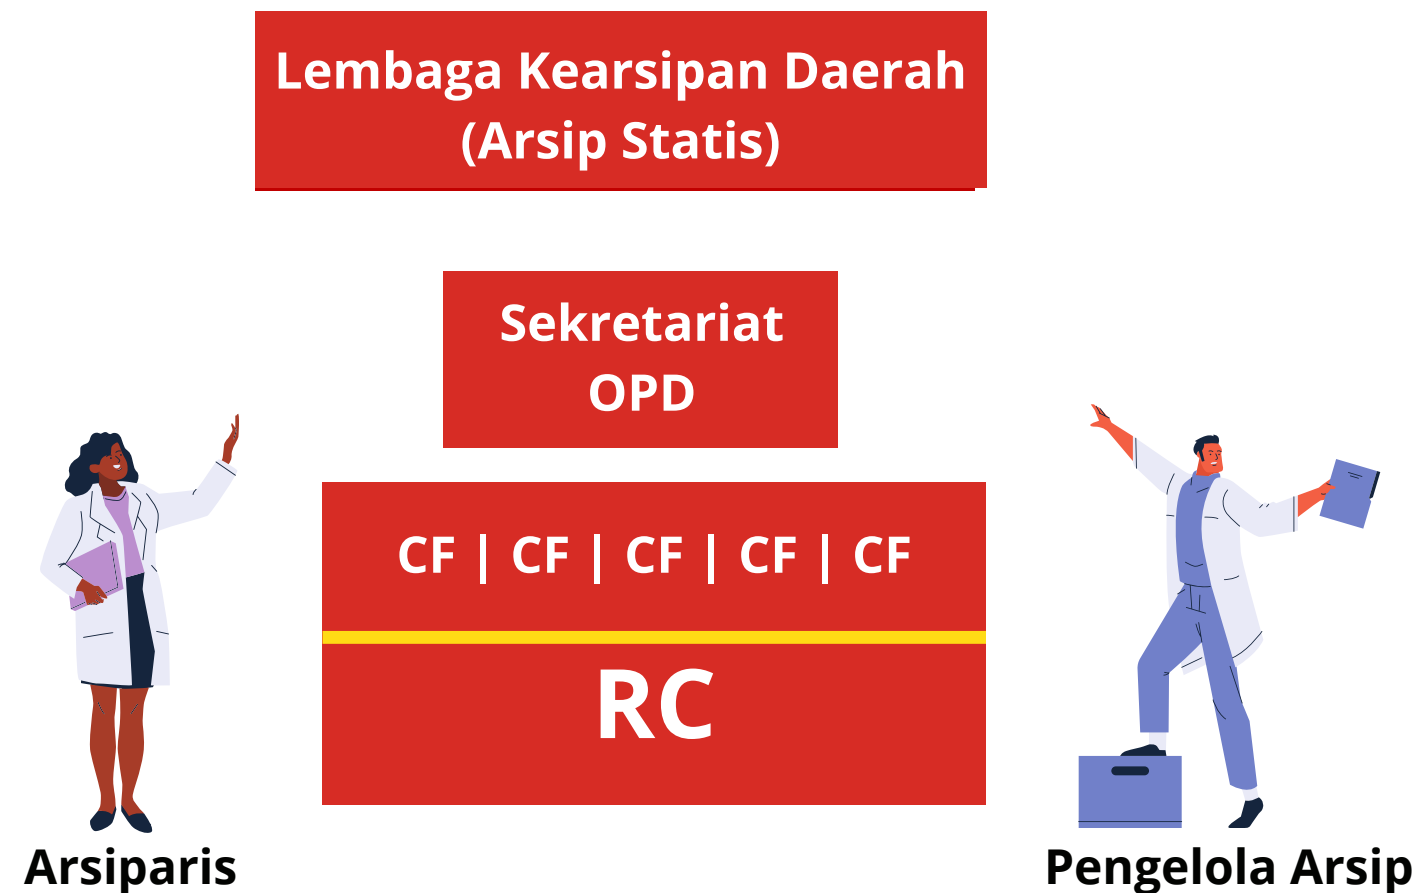 Lembaga Kearsipan Daerah
(Arsip Statis)
Sekretariat
OPD
CF | CF | CF | CF | CF
RC
Arsiparis
Pengelola Arsip